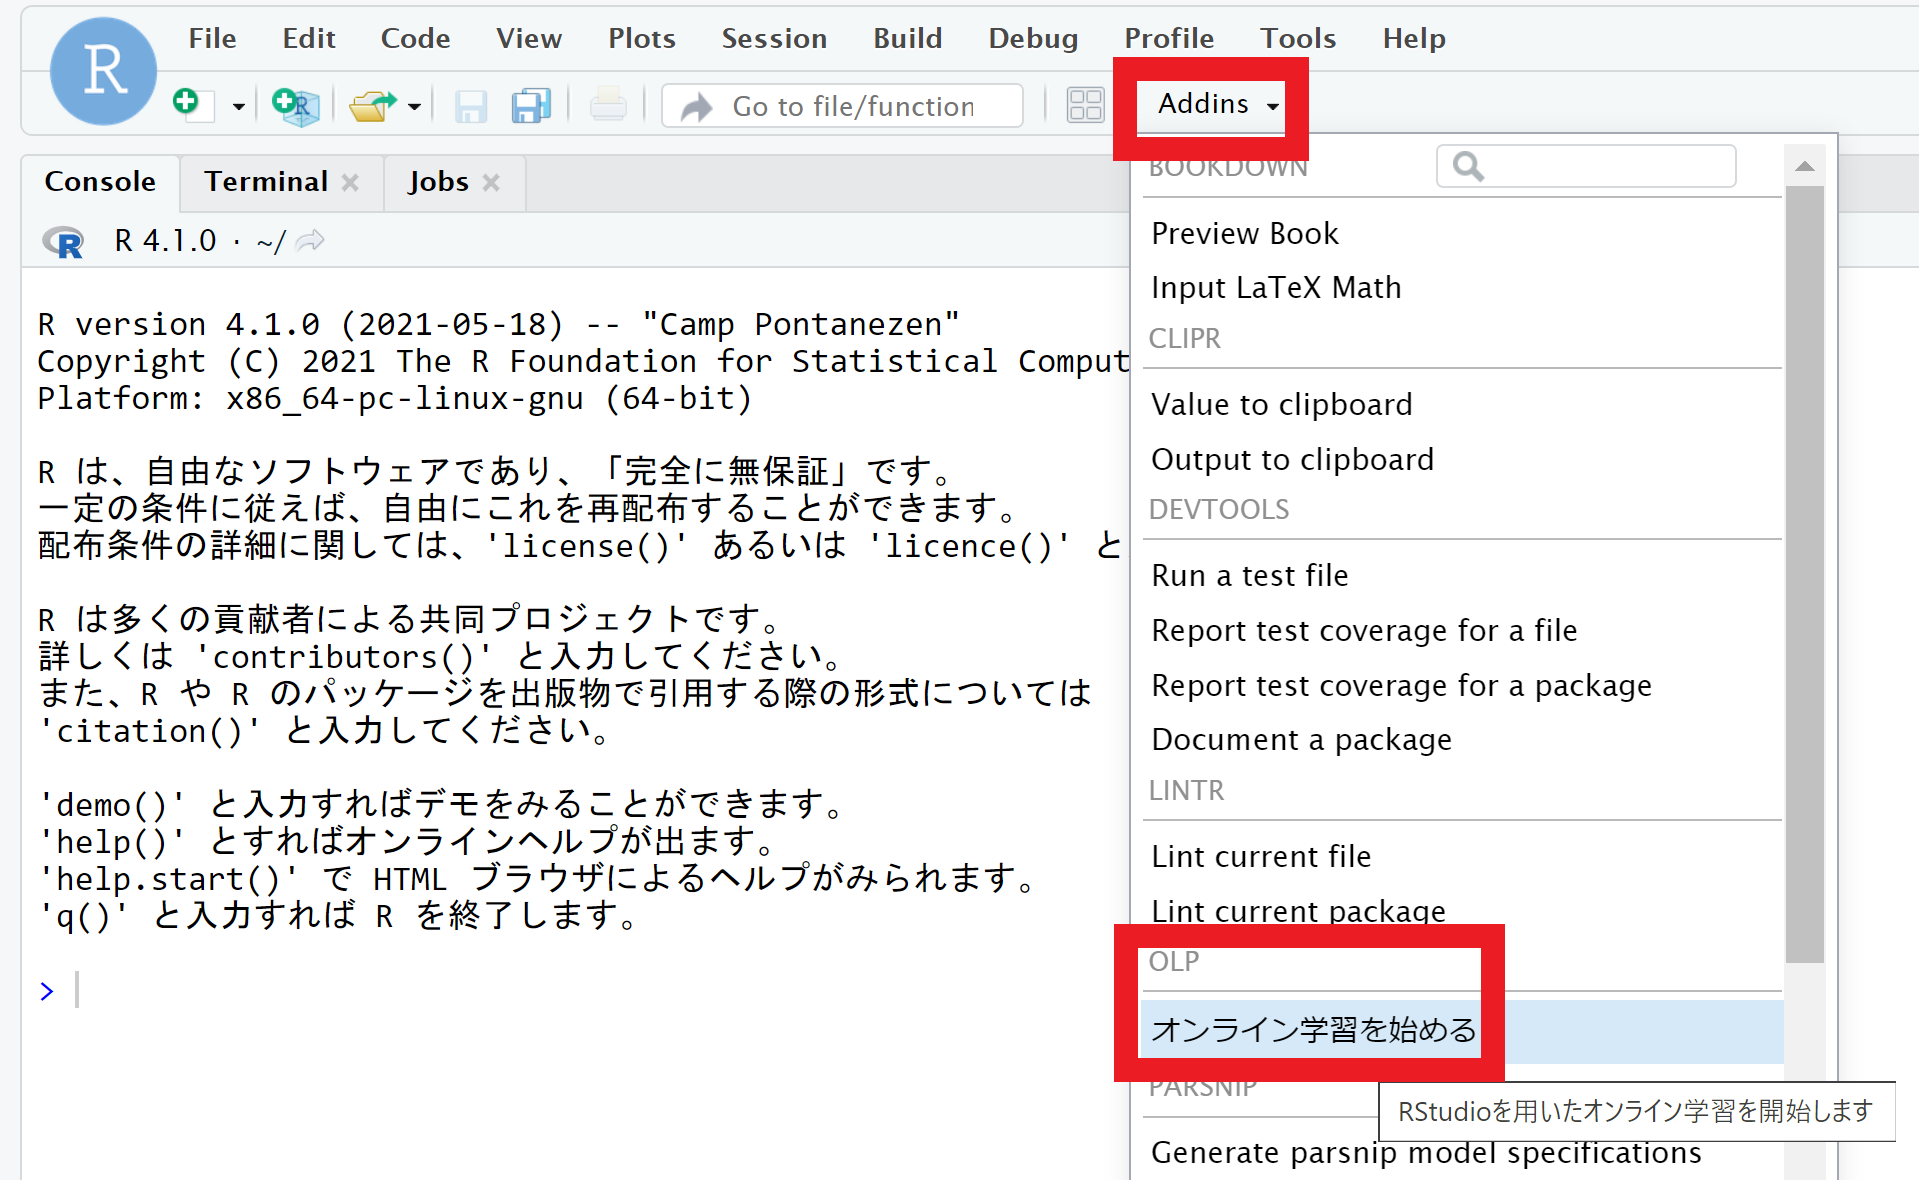 R
File Edit Code View Plots Session Build Debug Profile Tools Help
R Go to file/function Addins
Console Terminal Jobs
R R 4.1.0 · ~/
R version 4.1.0 (2021-05-18) -- "Camp Pontanezen"
Copyright (C) 2021 The R Foundation for Statistical Comput
Platform: x86_64-pc-linux-gnu (64-bit)
R は、自由なソフトウェアであり、「完全に無保証」です。
一定の条件に従えば、自由にこれを再配布することができます。
配布条件の詳細に関しては、'license()' あるいは 'licence()' と
R は多くの貢献者による共同プロジェクトです。
詳しくは 'contributors()' と入力してください。
また、R や R のパッケージを出版物で引用する際の形式については
'citation()' と入力してください。
'demo()' と入力すればデモをみることができます。
'help()' とすればオンラインヘルプが出ます。
'help.start()' で HTML ブラウザによるヘルプがみられます。
'q()' と入力すれば R を終了します。
>
BOOKDOWN
Preview Book
Input LaTeX Math
CLIPR
Value to clipboard
Output to clipboard
DEVTOOLS
Run a test file
Report test coverage for a file
Report test coverage for a package
Document a package
LINTR
Lint current file
Lint current package
OLP
オンライン学習を始める
PARSNIP
RStudioを用いたオンライン学習を開始します
Generate parsnip model specifications